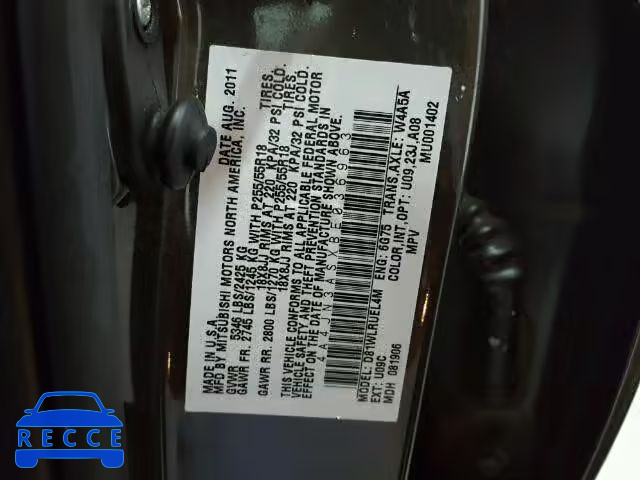 MADE IN U.S.A. DATE AUG. 2011
MFD BY MITSUBISHI MOTORS NORTH AMERICA, INC.
GVWR 5346 LBS/2425 KG
GAWR FR. 2745 LBS/1245 KG WITH P255/55R18 TIRES,
18X8JJ RIMS AT 220 KPA/32 PSI COLD.
GAWR RR. 2800 LBS/1270 KG WITH P255/55R18 TIRES,
18X8JJ RIMS AT 220 KPA/32 PSI COLD.
THIS VEHICLE CONFORMS TO ALL APPLICABLE FEDERAL MOTOR
VEHICLE SAFETY AND THEFT PREVENTION STANDARDS IN
EFFECT ON THE DATE OF MANUFACTURE SHOWN ABOVE.
4A4JN3ASXBE036963
MODEL: D81WLRUEL4M ENG: 6G75 TRANS.AXLE: W4A5A
EXT: U09C COLOR,INT,OPT: U09,23J,A08
MDH 081906 MPV MU001402
RECCE